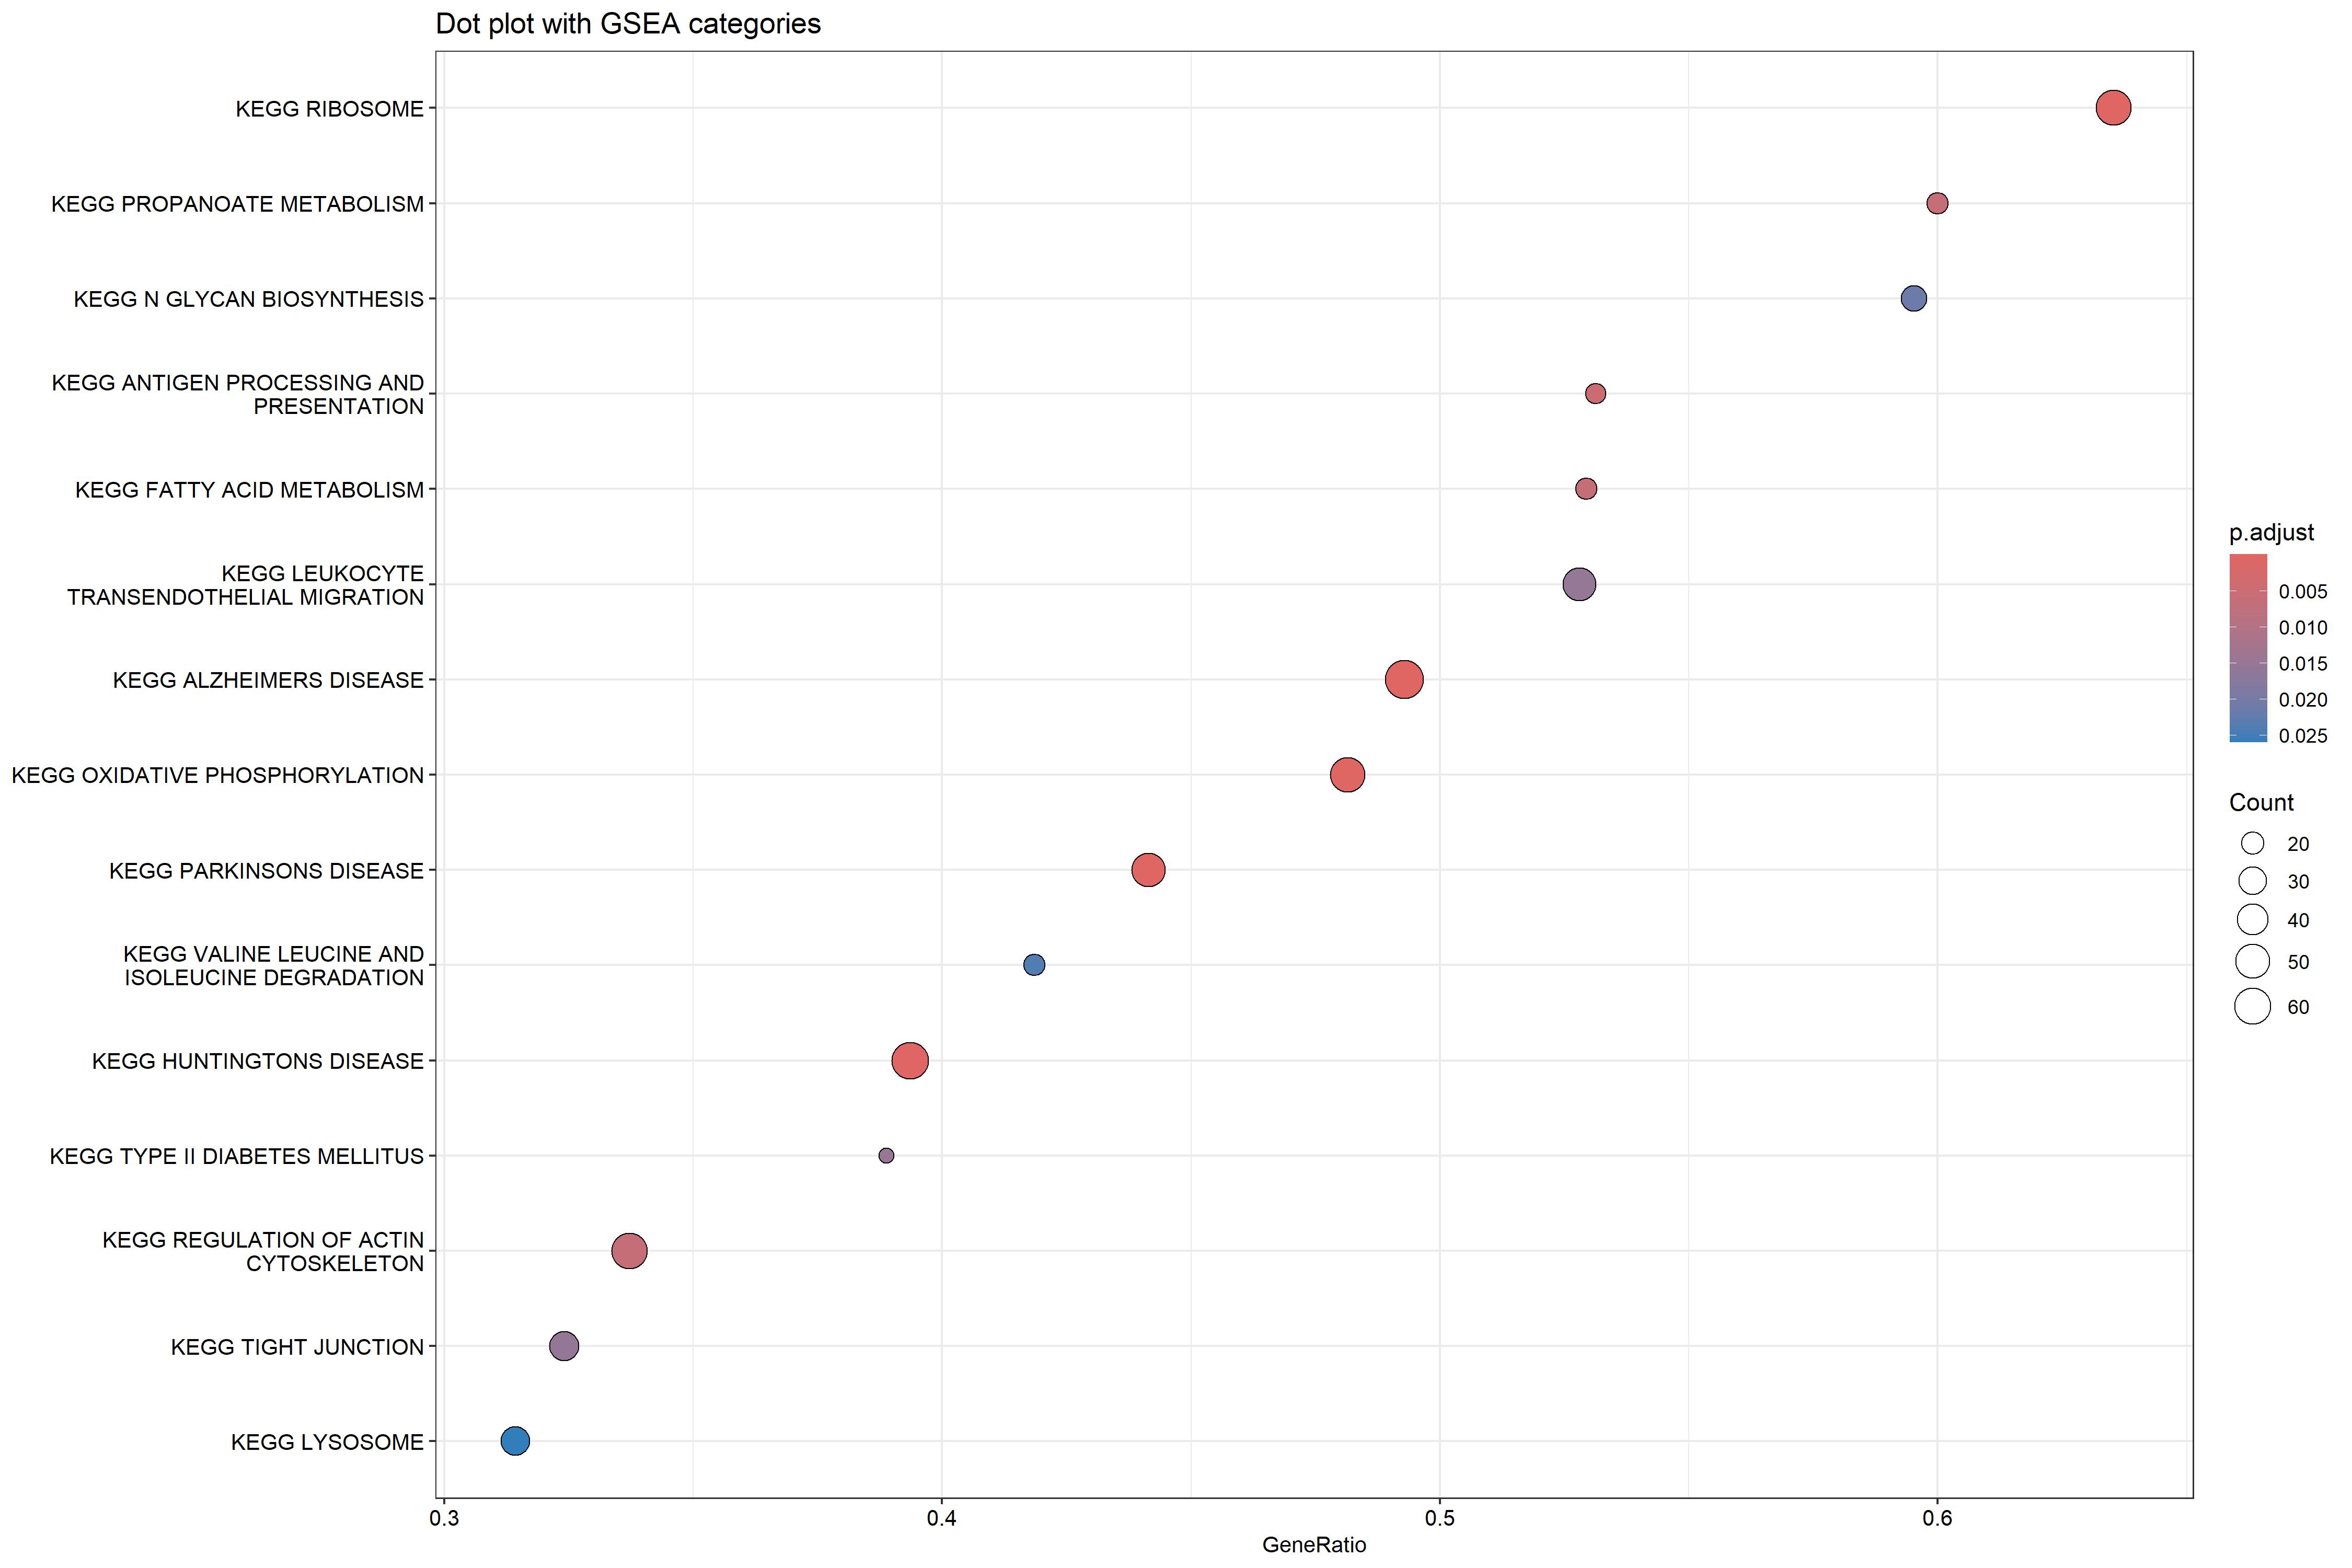 Dot plot with GSEA categories
KEGG RIBOSOME
KEGG PROPANOATE METABOLISM
KEGG N GLYCAN BIOSYNTHESIS
KEGG ANTIGEN PROCESSING AND
PRESENTATION
KEGG FATTY ACID METABOLISM
KEGG LEUKOCYTE
TRANSENDOTHELIAL MIGRATION
KEGG ALZHEIMERS DISEASE
KEGG OXIDATIVE PHOSPHORYLATION
KEGG PARKINSONS DISEASE
KEGG VALINE LEUCINE AND
ISOLEUCINE DEGRADATION
KEGG HUNTINGTONS DISEASE
KEGG TYPE II DIABETES MELLITUS
KEGG REGULATION OF ACTIN
CYTOSKELETON
KEGG TIGHT JUNCTION
KEGG LYSOSOME
0.3 0.4 0.5 0.6
GeneRatio
p.adjust
0.005
0.010
0.015
0.020
0.025
Count
20
30
40
50
60